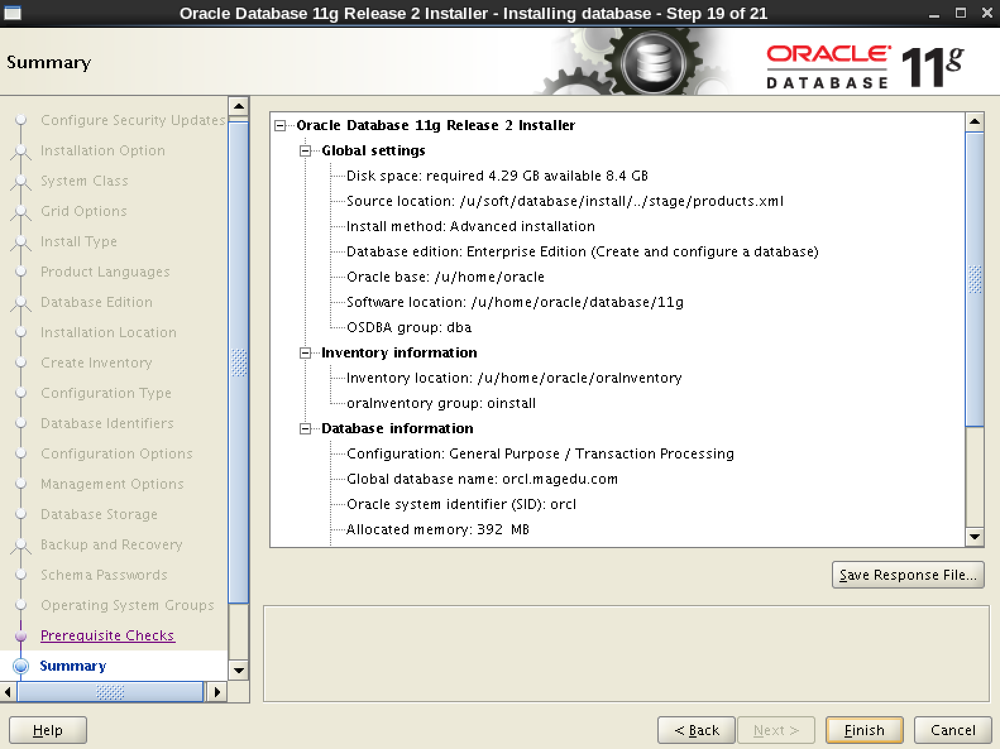 Oracle Database 11g Release 2 Installer - Installing database - Step 19 of 21
Summary
ORACLE
DATABASE
11g
Configure Security Updates
Installation Option
System Class
Grid Options
Install Type
Product Languages
Database Edition
Installation Location
Create Inventory
Configuration Type
Database Identifiers
Configuration Options
Management Options
Database Storage
Backup and Recovery
Schema Passwords
Operating System Groups
Prerequisite Checks
Summary
Oracle Database 11g Release 2 Installer
Global settings
Disk space: required 4.29 GB available 8.4 GB
Source location: /u/soft/database/install/../stage/products.xml
Install method: Advanced installation
Database edition: Enterprise Edition (Create and configure a database)
Oracle base: /u/home/oracle
Software location: /u/home/oracle/database/11g
OSDBA group: dba
Inventory information
Inventory location: /u/home/oracle/oraInventory
oraInventory group: oinstall
Database information
Configuration: General Purpose / Transaction Processing
Global database name: orcl.magedu.com
Oracle system identifier (SID): orcl
Allocated memory: 392  MB
Save Response File...
Help
< Back
Next >
Finish
Cancel